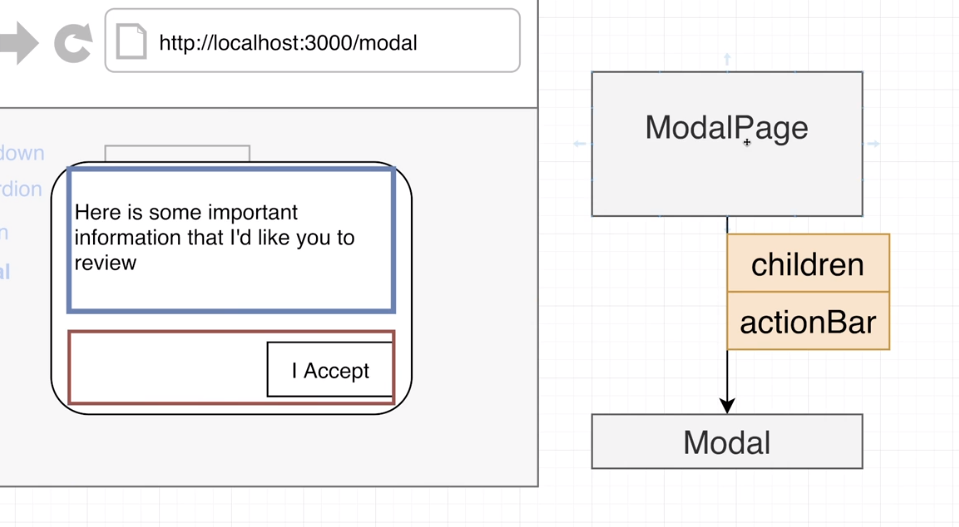 http://localhost:3000/modal
down
rdion
n
al
Here is some important
information that I'd like you to
review
I Accept
ModalPage
children
actionBar
Modal